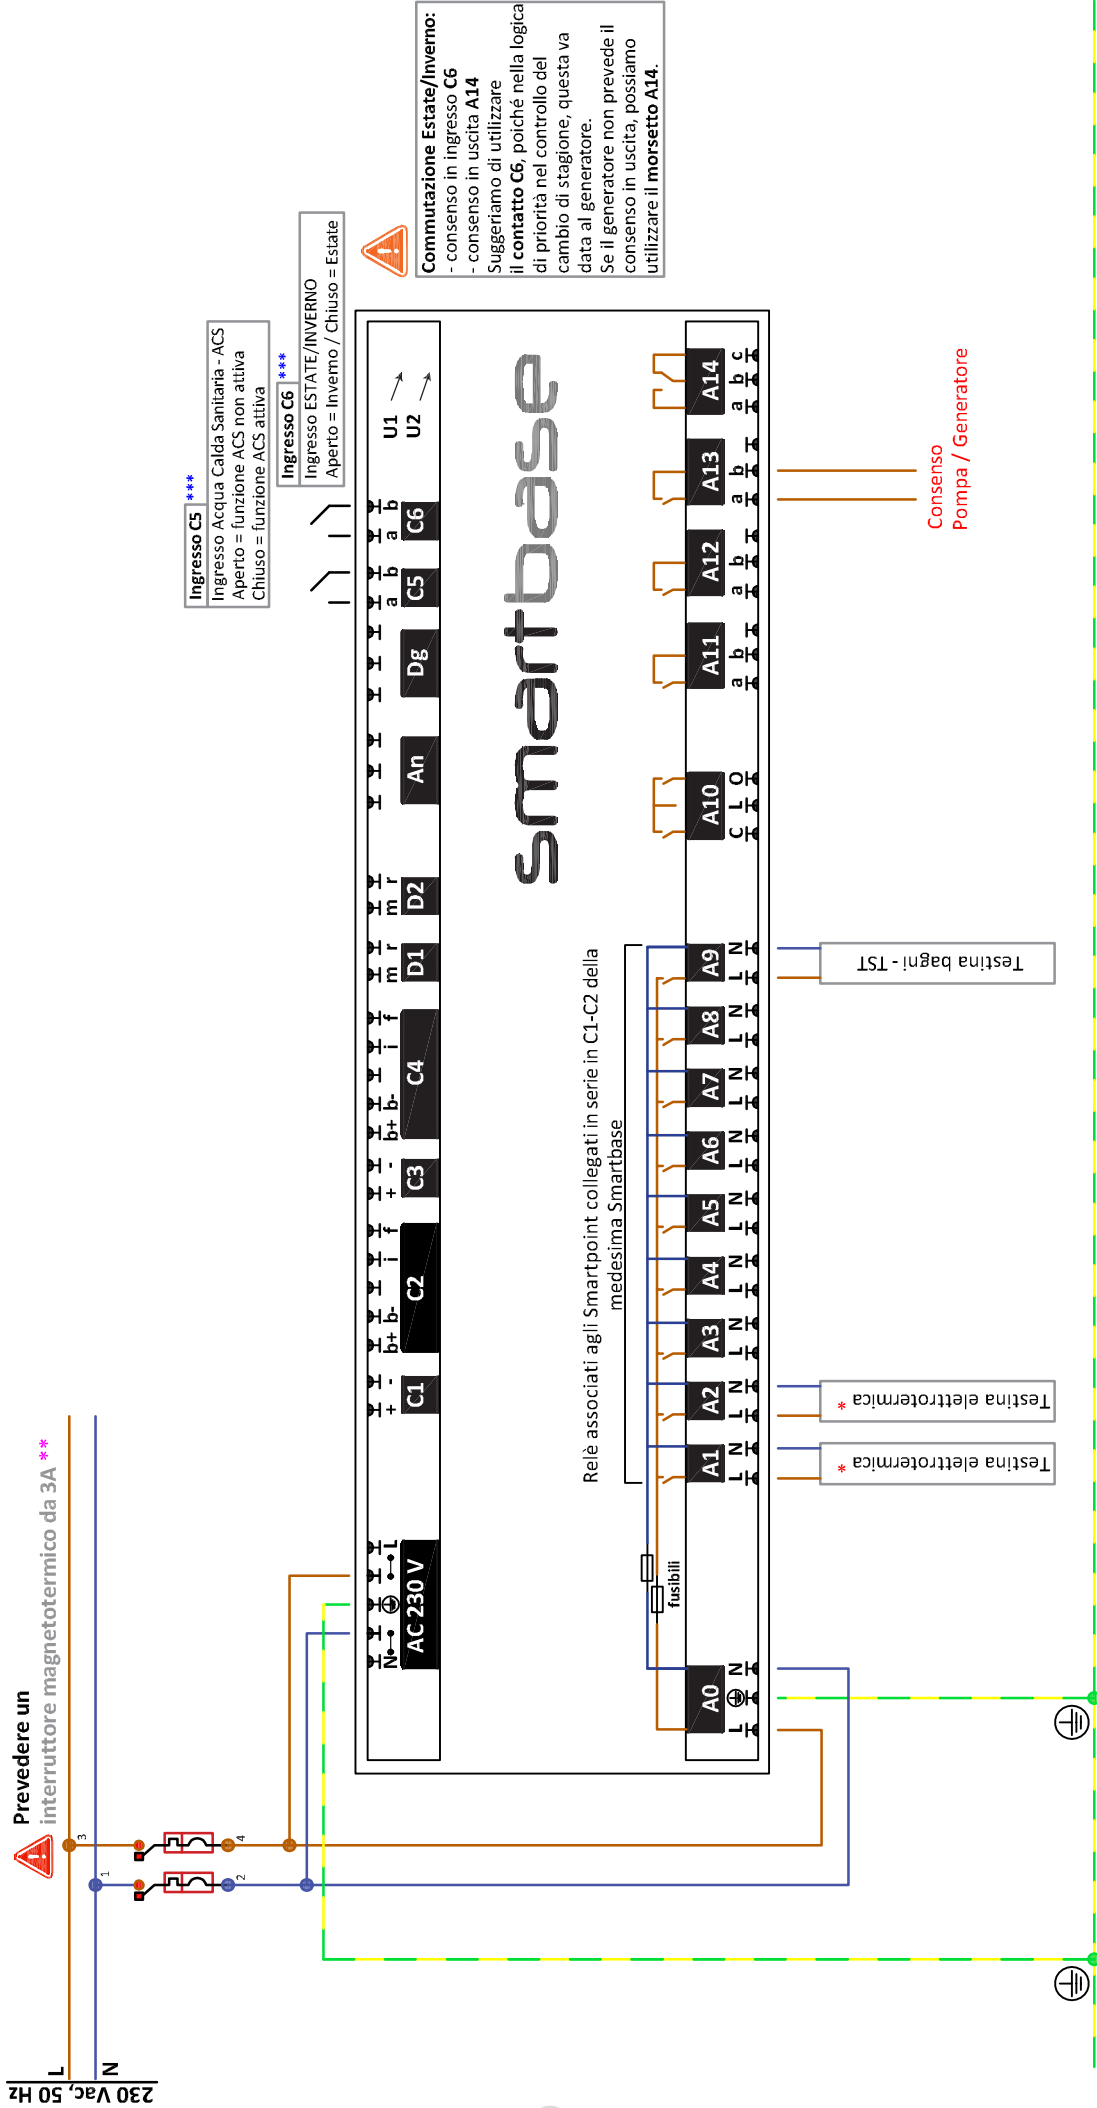 230 Vac, 50 Hz
L
N
Prevedere un
interruttore magnetotermico da 3A **
3
1
4
2
Ingresso C5 ***
Ingresso Acqua Calda Sanitaria - ACS
Aperto = funzione ACS non attiva
Chiuso = funzione ACS attiva
Ingresso C6 ***
Ingresso ESTATE/INVERNO
Aperto = Inverno / Chiuso = Estate
Commutazione Estate/Inverno:
- consenso in ingresso C6
- consenso in uscita A14
Suggeriamo di utilizzare
il contatto C6, poiché nella logica
di priorità nel controllo del
cambio di stagione, questa va
data al generatore.
Se il generatore non prevede il
consenso in uscita, possiamo
utilizzare il morsetto A14.
N L
AC 230 V
+ -
C1
b+ b- i f
C2
+ -
C3
b+ b- i f
C4
m r
D1
m r
D2
An
Dg
a b
C5
a b
C6
U1
U2
smartbase
Relè associati agli Smartpoint collegati in serie in C1-C2 della
medesima Smartbase
fusibili
A0
L N
A1
L N
A2
L N
A3
L N
A4
L N
A5
L N
A6
L N
A7
L N
A8
L N
A9
L N
A10
C L O
A11
a b
A12
a b
A13
a b
A14
a b c
Testina elettrotermica *
Testina elettrotermica *
Testina bagni - TST
Consenso
Pompa / Generatore